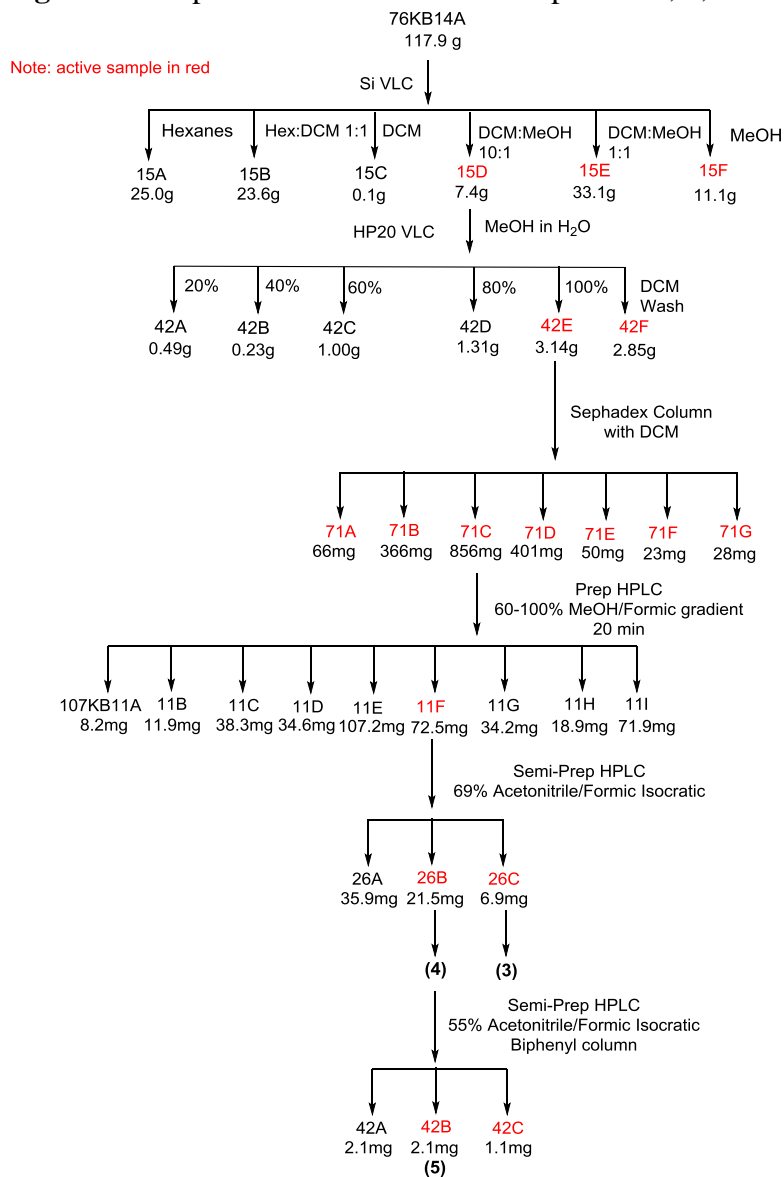 76KB14A
117.9 g
Note: active sample in red
Si VLC
Hexanes
Hex:DCM 1:1
DCM
DCM:MeOH
10:1
DCM:MeOH
1:1
MeOH
15A
25.0g
15B
23.6g
15C
0.1g
15D
7.4g
15E
33.1g
15F
11.1g
HP20 VLC
MeOH in H2O
20%
40%
60%
80%
100%
DCM
Wash
42A
0.49g
42B
0.23g
42C
1.00g
42D
1.31g
42E
3.14g
42F
2.85g
Sephadex Column
with DCM
71A
66mg
71B
366mg
71C
856mg
71D
401mg
71E
50mg
71F
23mg
71G
28mg
Prep HPLC
60-100% MeOH/Formic gradient
20 min
107KB11A
8.2mg
11B
11.9mg
11C
38.3mg
11D
34.6mg
11E
107.2mg
11F
72.5mg
11G
34.2mg
11H
18.9mg
11I
71.9mg
Semi-Prep HPLC
69% Acetonitrile/Formic Isocratic
26A
35.9mg
26B
21.5mg
26C
6.9mg
(4)
(3)
Semi-Prep HPLC
55% Acetonitrile/Formic Isocratic
Biphenyl column
42A
2.1mg
42B
2.1mg
(5)
42C
1.1mg